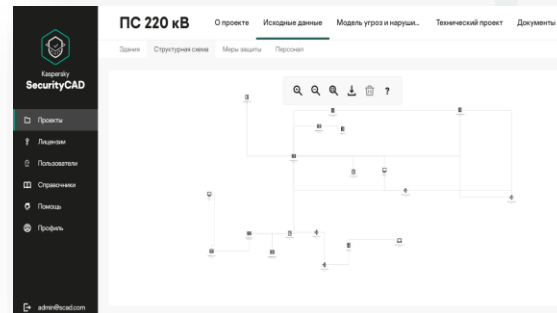 ПС 220 кВ
О проекте Исходные данные Модель угроз и наруши... Технический проект Документы
Здания Структурная схема Меры защиты Персонал
Kaspersky
SecurityCAD
Проекты
Лицензии
Пользователи
Справочники
Помощь
Профиль
?
admin@scad.com